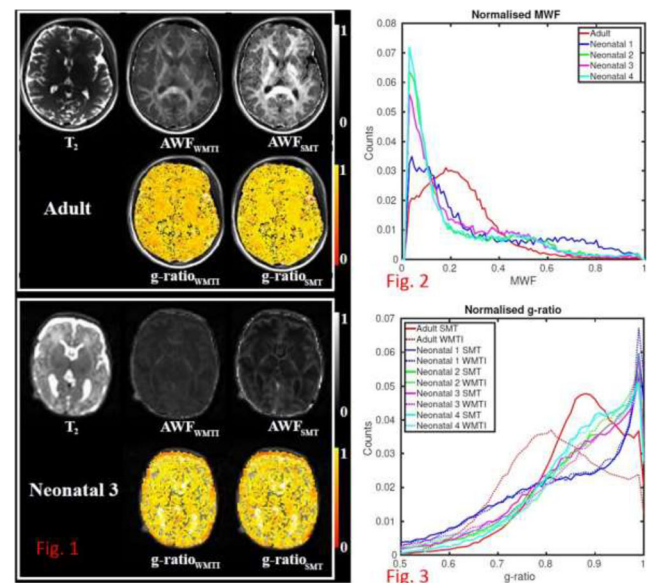 T2
AWFWMTI
AWFSMT
1
0
Adult
g-ratioWMTI
g-ratioSMT
1
0
T2
AWFWMTI
AWFSMT
1
0
Neonatal 3
g-ratioWMTI
g-ratioSMT
1
0
Fig. 1
Normalised MWF
Adult
Neonatal 1
Neonatal 2
Neonatal 3
Neonatal 4
Counts
0.08
0.07
0.06
0.05
0.04
0.03
0.02
0.01
0
0 0.2 0.4 0.6 0.8 1
MWF
Fig. 2
Normalised g-ratio
Adult SMT
Adult WMTI
Neonatal 1 SMT
Neonatal 1 WMTI
Neonatal 2 SMT
Neonatal 2 WMTI
Neonatal 3 SMT
Neonatal 3 WMTI
Neonatal 4 SMT
Neonatal 4 WMTI
Counts
0.07
0.06
0.05
0.04
0.03
0.02
0.01
0
0.5 0.6 0.7 0.8 0.9 1
g-ratio
Fig. 3